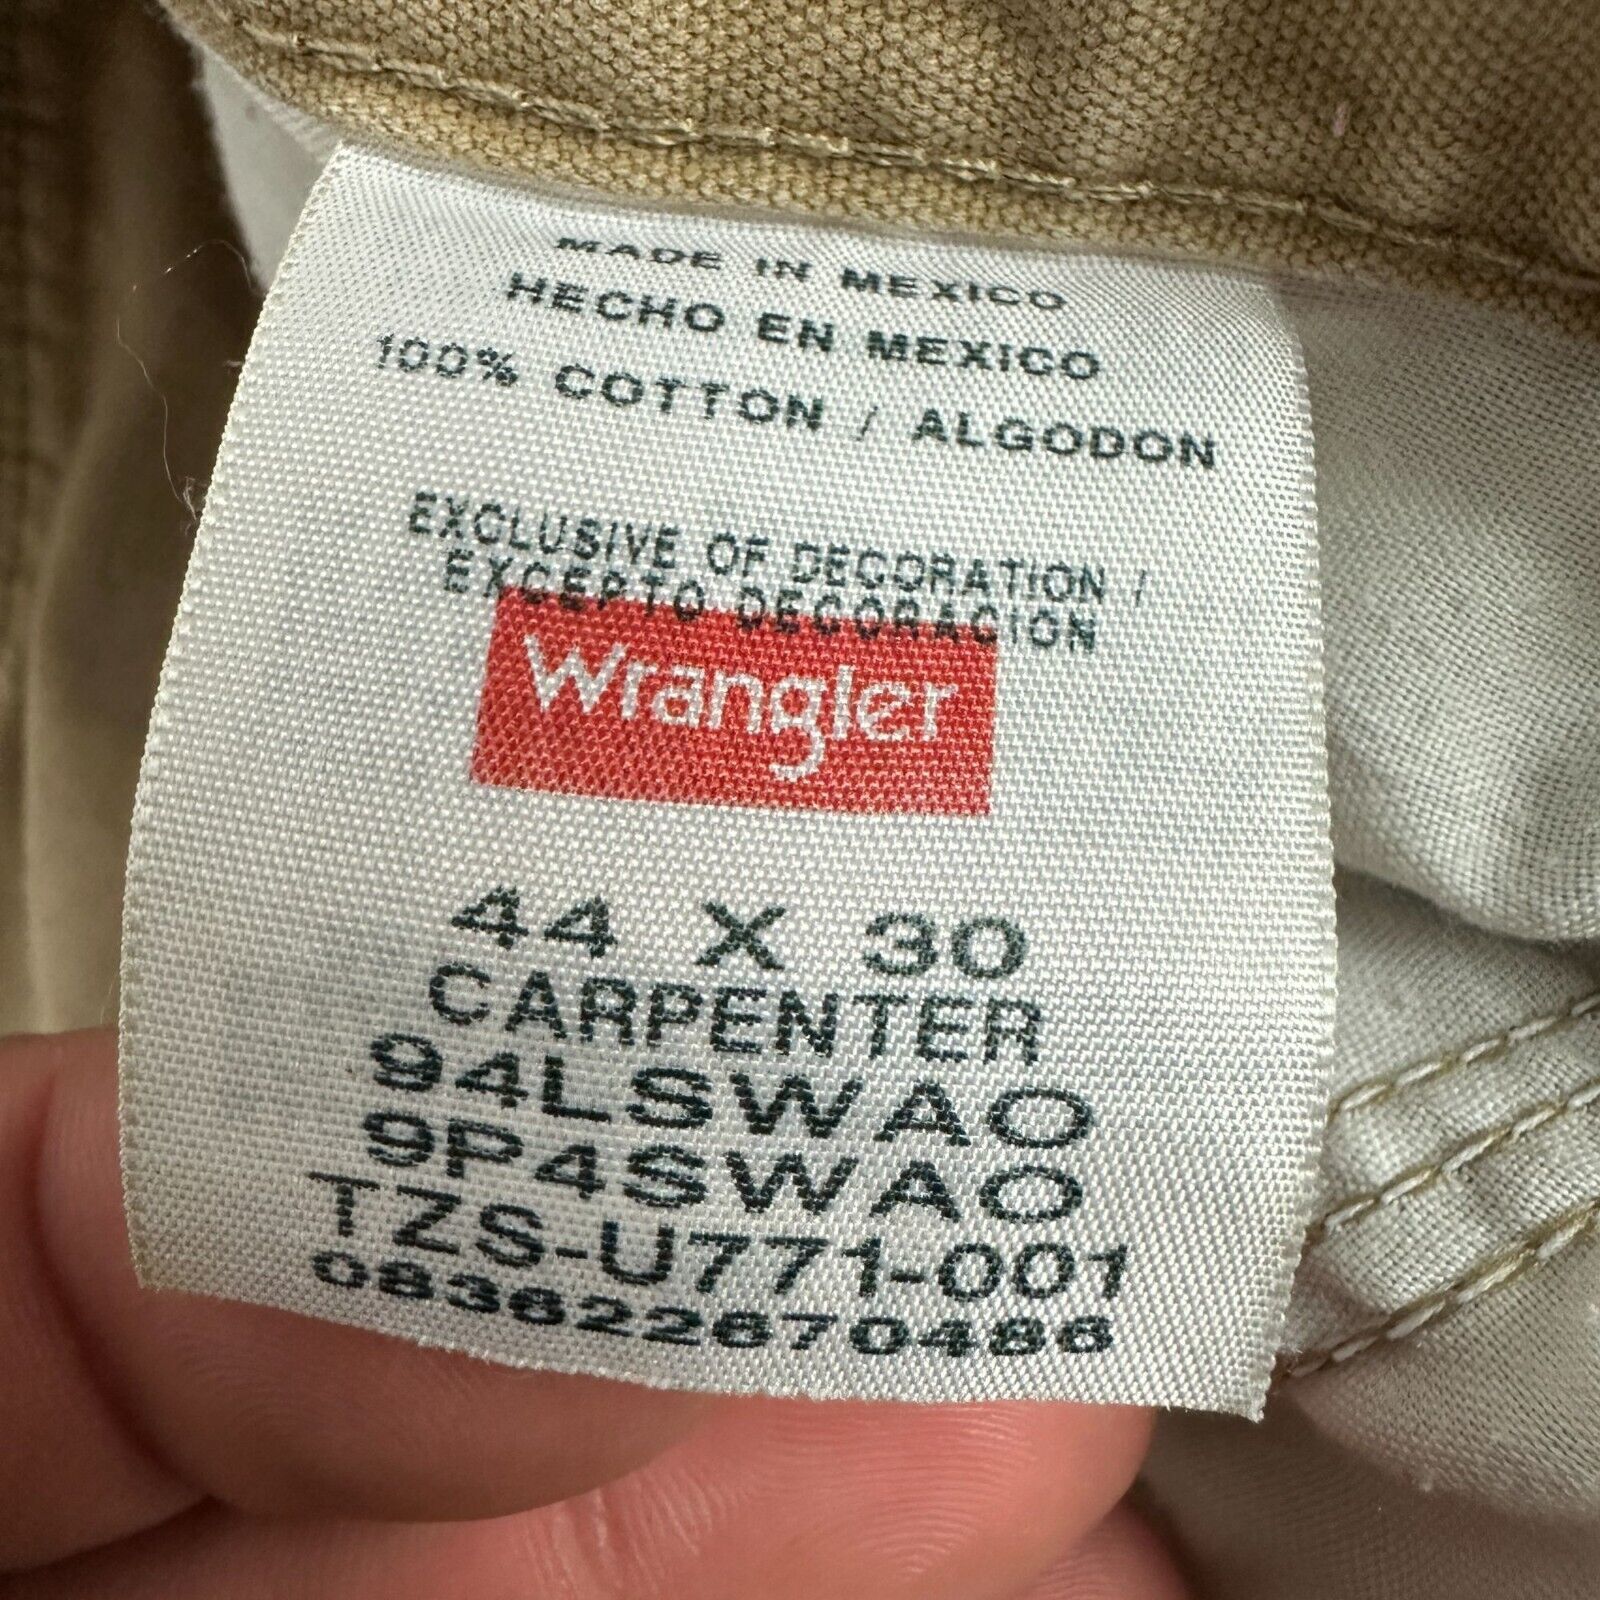 MADE IN MEXICO
HECHO EN MEXICO
100% COTTON / ALGODON
EXCLUSIVE OF DECORATION /
EXCEPTO DECORACION
Wrangler
44 X 30
CARPENTER
94LSWAO
9P4SWAO
TZS-U771-001
083622670486